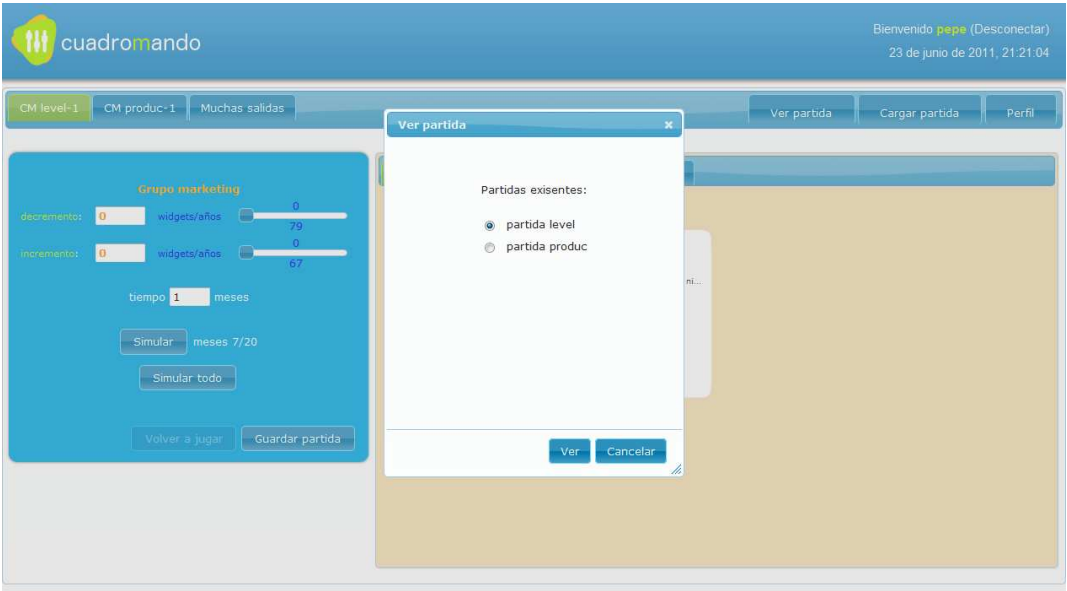 cuadromando
Bienvenido pepe (Desconectar)
23 de junio de 2011, 21:21:04
CM level-1 CM produc-1 Muchas salidas
Ver partida Cargar partida Perfil
Ver partida x
Grupo marketing
decremento: 0 widgets/años 0
79
incremento: 0 widgets/años 0
67
tiempo 1 meses
Simular meses 7/20
Simular todo
Volver a jugar Guardar partida
Partidas exisentes:
partida level
partida produc
ni...
Ver Cancelar